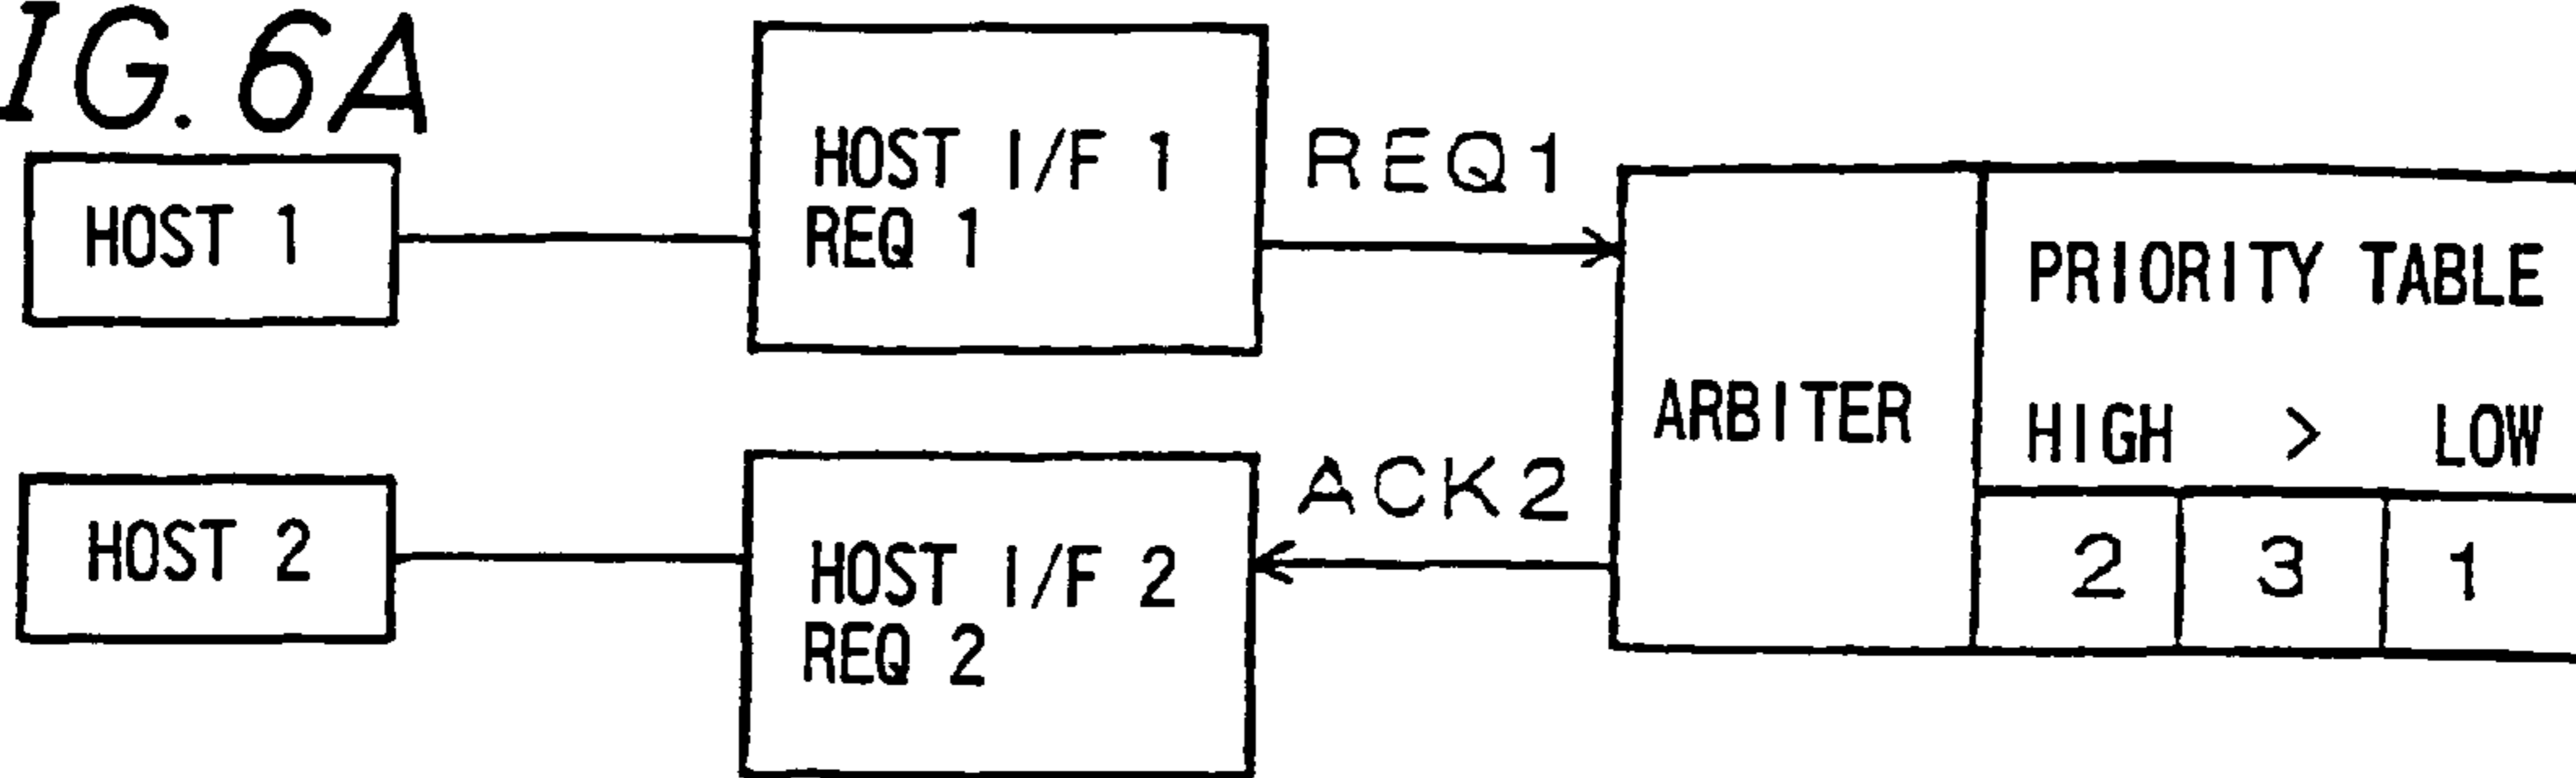 IG. 6A
HOST 1
HOST I/F 1
REQ 1
REQ1
ARBITER
PRIORITY TABLE
HIGH > LOW
2 3 1
HOST 2
HOST I/F 2
REQ 2
ACK2